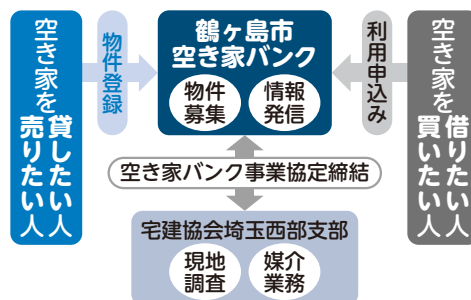 空き家を
貸したい人
売りたい人
物件登録
鶴ヶ島市
空き家バンク
物件
募集
情報
発信
利用申込み
空き家を
借りたい人
買いたい人
空き家バンク事業協定締結
宅建協会埼玉西部支部
現地
調査
媒介
業務